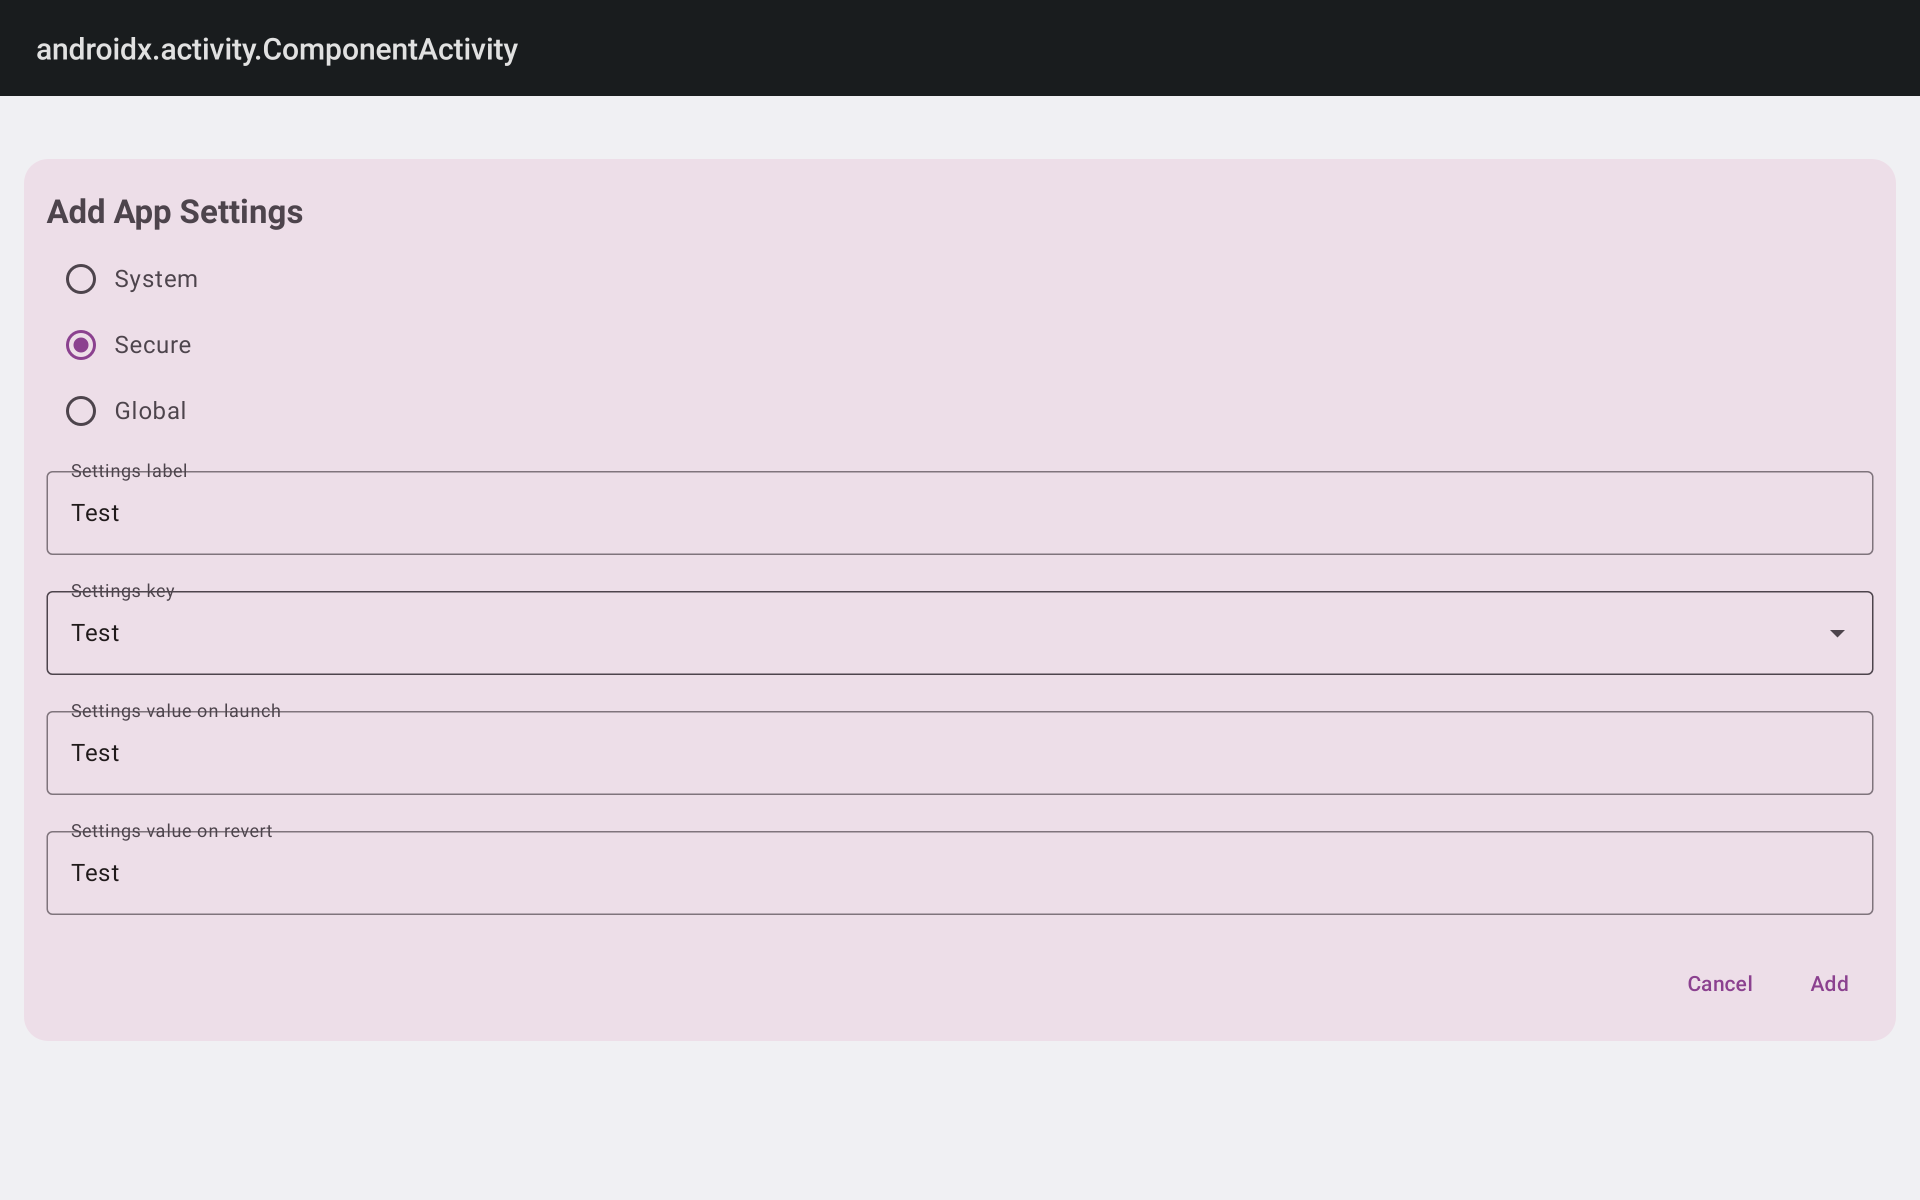 androidx.activity.ComponentActivity
Add App Settings
System
Secure
Global
Settings label
Test
Settings key
Test
Settings value on launch
Test
Settings value on revert
Test
Cancel Add